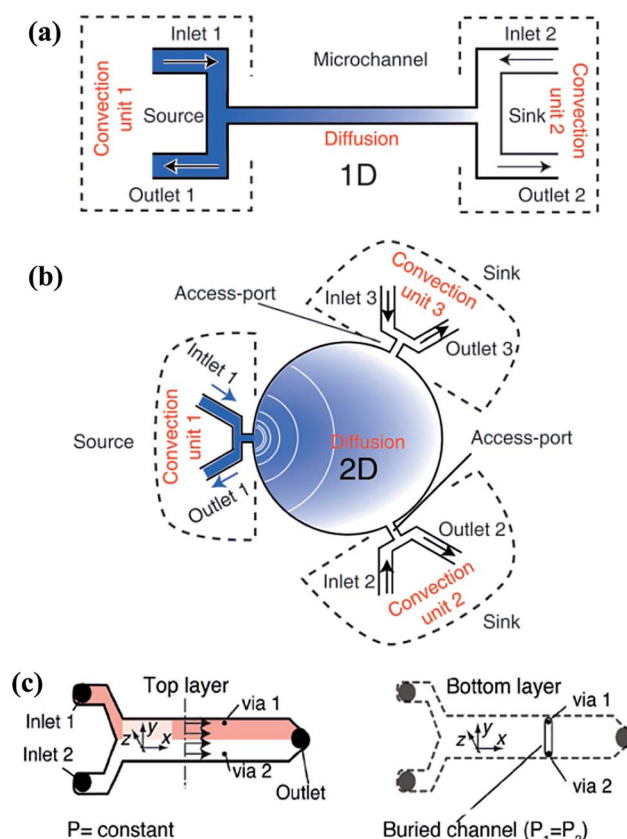 (a)
Inlet 1
Inlet 2
Microchannel
Convection
unit 1
Source
Sink
Convection
unit 2
Diffusion
1D
Outlet 1
Outlet 2
(b)
Sink
Convection
unit 3
Access-port
Inlet 3
Outlet 3
Intlet 1
Convection
unit 1
Source
Access-port
Diffusion
2D
Outlet 1
Outlet 2
Inlet 2
Convection
unit 2
Sink
(c)
Top layer
Bottom layer
via 1
via 1
Inlet 1
y
z
x
y
z
x
Inlet 2
via 2
via 2
Outlet
P= constant
Buried channel (P₁=P₂)